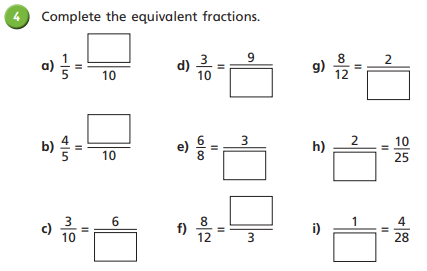 4 Complete the equivalent fractions.
a) 1/5 = □/10
d) 3/10 = 9/□
g) 8/12 = 2/□
b) 4/5 = □/10
e) 6/8 = 3/□
h) 2/□ = 10/25
c) 3/10 = 6/□
f) 8/12 = □/3
i) 1/□ = 4/28